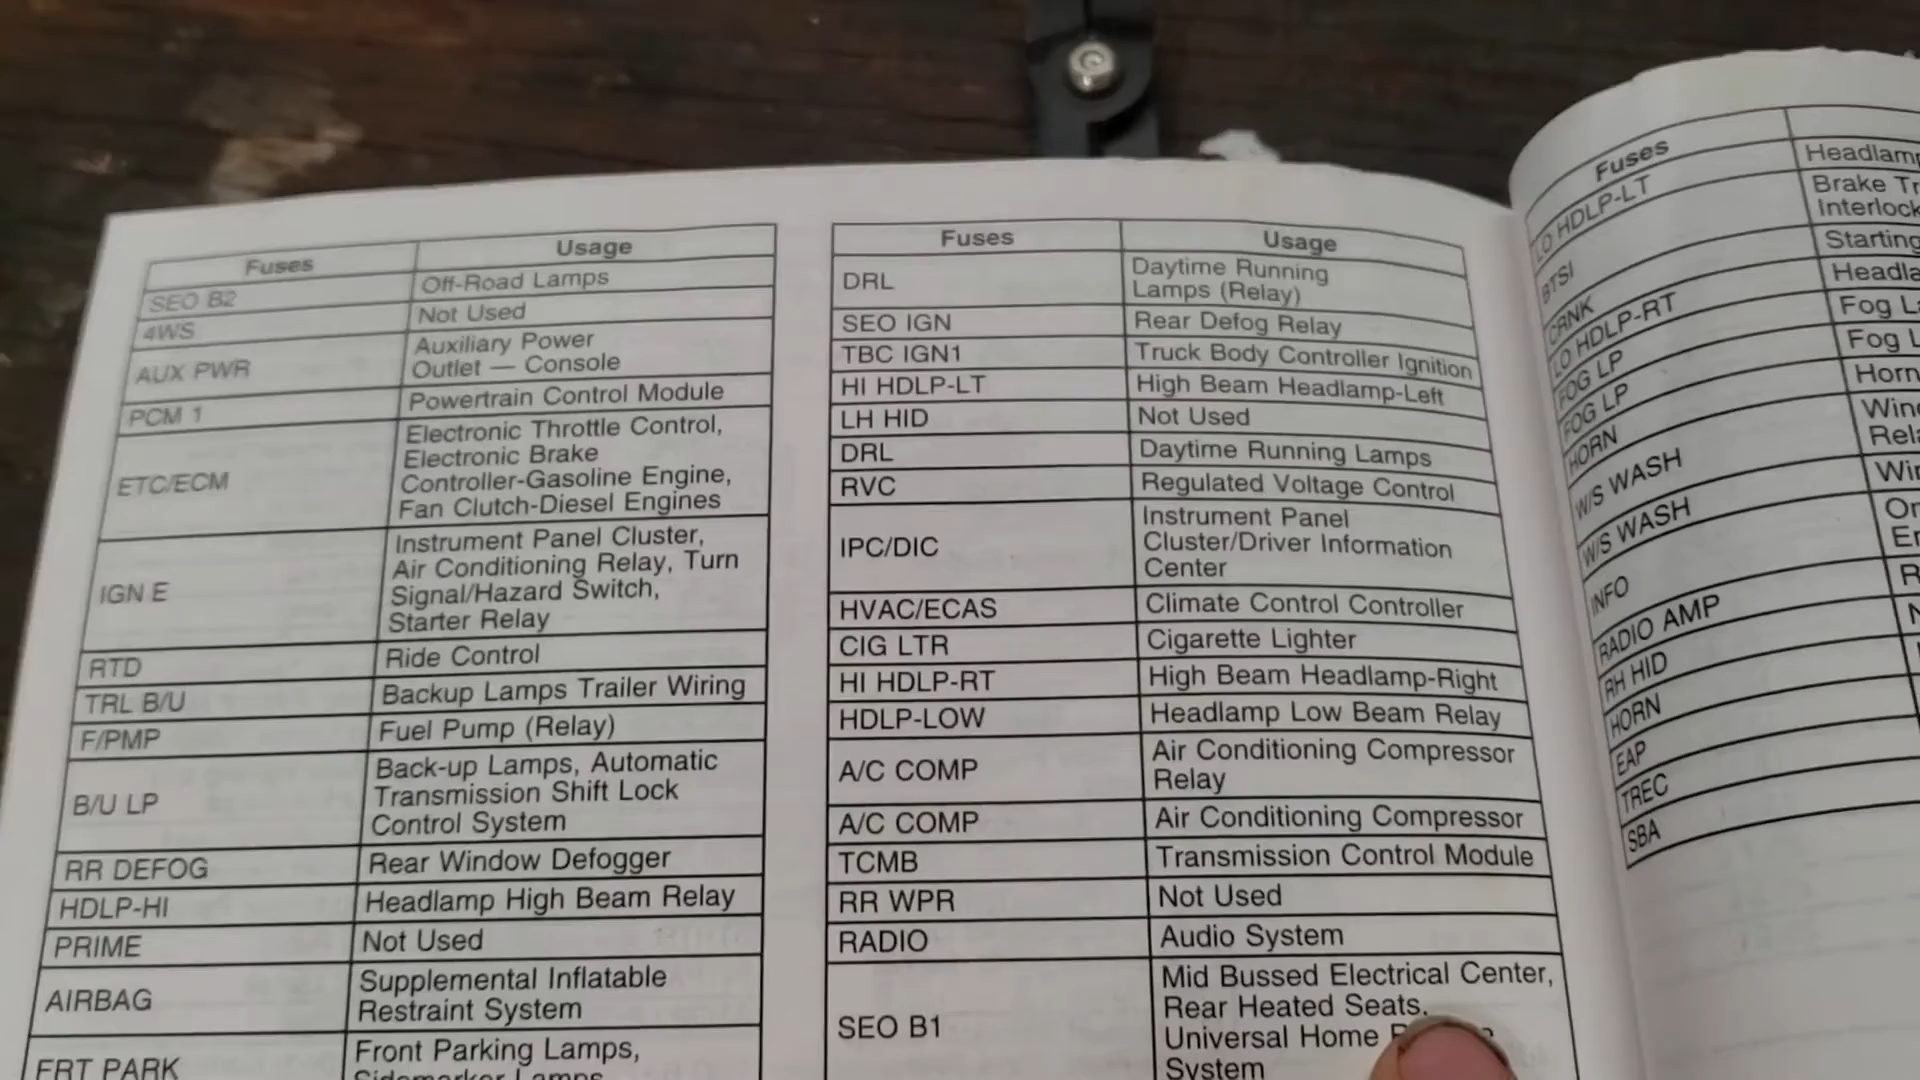 Fuses Usage
SEO B2 Off-Road Lamps
4WS Not Used
AUX PWR Auxiliary Power
Outlet — Console
PCM 1 Powertrain Control Module
ETC/ECM Electronic Throttle Control,
Electronic Brake
Controller-Gasoline Engine,
Fan Clutch-Diesel Engines
IGN E Instrument Panel Cluster,
Air Conditioning Relay, Turn
Signal/Hazard Switch,
Starter Relay
RTD Ride Control
TRL B/U Backup Lamps Trailer Wiring
F/PMP Fuel Pump (Relay)
B/U LP Back-up Lamps, Automatic
Transmission Shift Lock
Control System
RR DEFOG Rear Window Defogger
HDLP-HI Headlamp High Beam Relay
PRIME Not Used
AIRBAG Supplemental Inflatable
Restraint System
FRT PARK Front Parking Lamps,
Sidemarker Lamps
Fuses Usage
DRL Daytime Running
Lamps (Relay)
SEO IGN Rear Defog Relay
TBC IGN1 Truck Body Controller Ignition
HI HDLP-LT High Beam Headlamp-Left
LH HID Not Used
DRL Daytime Running Lamps
RVC Regulated Voltage Control
IPC/DIC Instrument Panel
Cluster/Driver Information
Center
HVAC/ECAS Climate Control Controller
CIG LTR Cigarette Lighter
HI HDLP-RT High Beam Headlamp-Right
HDLP-LOW Headlamp Low Beam Relay
A/C COMP Air Conditioning Compressor
Relay
A/C COMP Air Conditioning Compressor
TCMB Transmission Control Module
RR WPR Not Used
RADIO Audio System
SEO B1 Mid Bussed Electrical Center,
Rear Heated Seats,
Universal Home
System
Fuses
LO HDLP-LT
BTSI Brake
Interlock
CRNK Starting
LO HDLP-RT
FOG LP Fog
FOG LP Fog
HORN Horn
W/S WASH
W/S WASH
INFO
RADIO AMP
RH HID
HORN
EAP
TREC
SBA